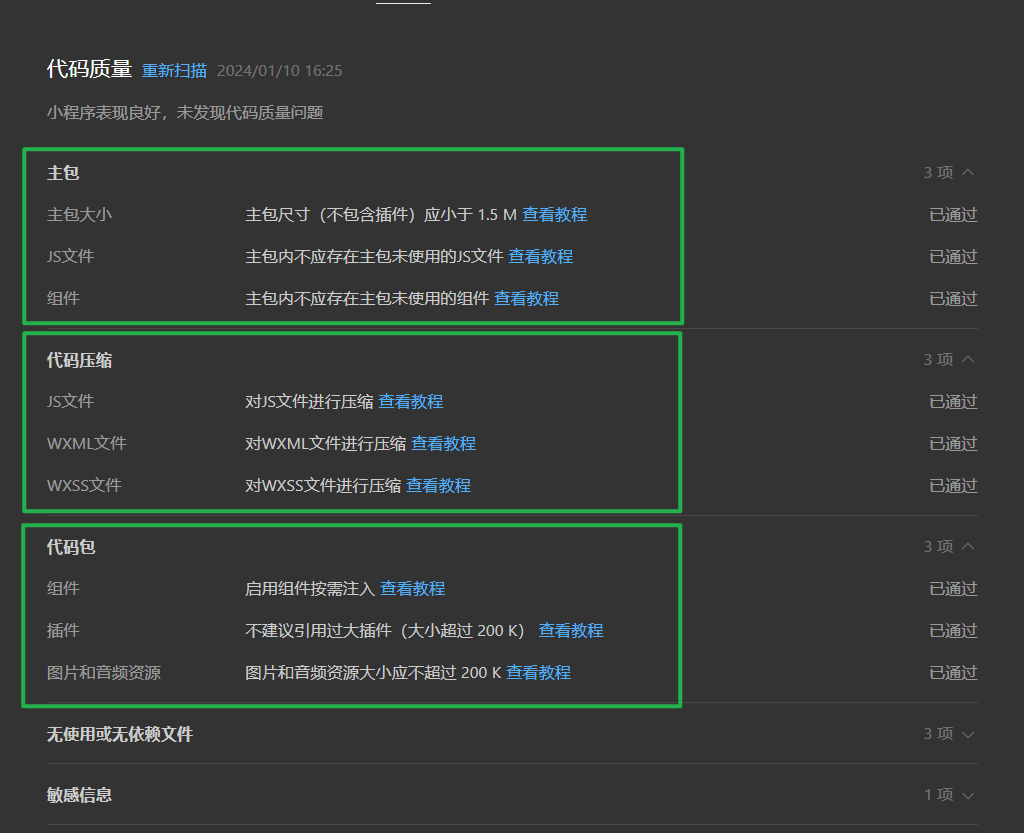 代码质量 重新扫描 2024/01/10 16:25
小程序表现良好，未发现代码质量问题
主包 3 项
主包大小 主包尺寸（不包含插件）应小于 1.5 M 查看教程 已通过
JS文件 主包内不应存在主包未使用的JS文件 查看教程 已通过
组件 主包内不应存在主包未使用的组件 查看教程 已通过
代码压缩 3 项
JS文件 对JS文件进行压缩 查看教程 已通过
WXML文件 对WXML文件进行压缩 查看教程 已通过
WXSS文件 对WXSS文件进行压缩 查看教程 已通过
代码包 3 项
组件 启用组件按需注入 查看教程 已通过
插件 不建议引用过大插件（大小超过 200 K） 查看教程 已通过
图片和音频资源 图片和音频资源大小应不超过 200 K 查看教程 已通过
无使用或无依赖文件 3 项
敏感信息 1 项